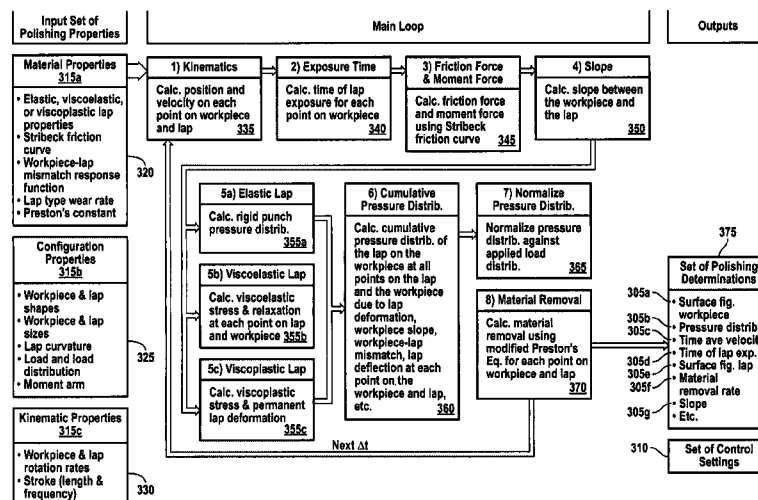 Input Set of
Polishing Properties
Main Loop
Outputs
Material Properties
315a
• Elastic, viscoelastic,
or viscoplastic lap
properties
• Stribeck friction
curve
• Workpiece-lap
mismatch response
function
• Lap type wear rate
• Preston's constant
320
Configuration
Properties
315b
• Workpiece & lap
shapes
• Workpiece & lap
sizes
• Lap curvature
• Load and load
distribution
• Moment arm
325
Kinematic Properties
315c
• Workpiece & lap
rotation rates
• Stroke (length &
frequency)
330
1) Kinematics
Calc. position and
velocity on each
point on workpiece
and lap
335
2) Exposure Time
Calc. time of lap
exposure for each
point on workpiece
340
3) Friction Force
& Moment Force
Calc. friction force
and moment force
using Stribeck
friction curve
345
4) Slope
Calc. slope between
the workpiece and
the lap
350
5a) Elastic Lap
Calc. rigid punch
pressure distrib.
355a
5b) Viscoelastic Lap
Calc. viscoelastic
stress & relaxation
at each point on lap
and workpiece 355b
5c) Viscoplastic Lap
Calc. viscoplastic
stress & permanent
lap deformation
355c
6) Cumulative
Pressure Distrib.
Calc. cumulative
pressure distrib. of
the lap on the
workpiece at all
points on the lap
and the workpiece
due to lap
deformation,
workpiece slope,
workpiece-lap
mismatch, lap
deflection at each
point on the
workpiece and lap,
etc.
360
7) Normalize
Pressure Distrib.
Normalize pressure
distrib. against
applied load
distrib.
365
8) Material Removal
Calc. material
removal using
modified Preston's
Eq. for each point
on workpiece and
lap
370
Next Δt
375
Set of Polishing
Determinations
305a
• Surface fig.
workpiece
305b
• Pressure distrib.
305c
• Time ave velocity
305d
• Time of lap exp.
305e
• Surface fig. lap
305f
• Material
removal rate
305g
• Slope
• Etc.
310
Set of Control
Settings